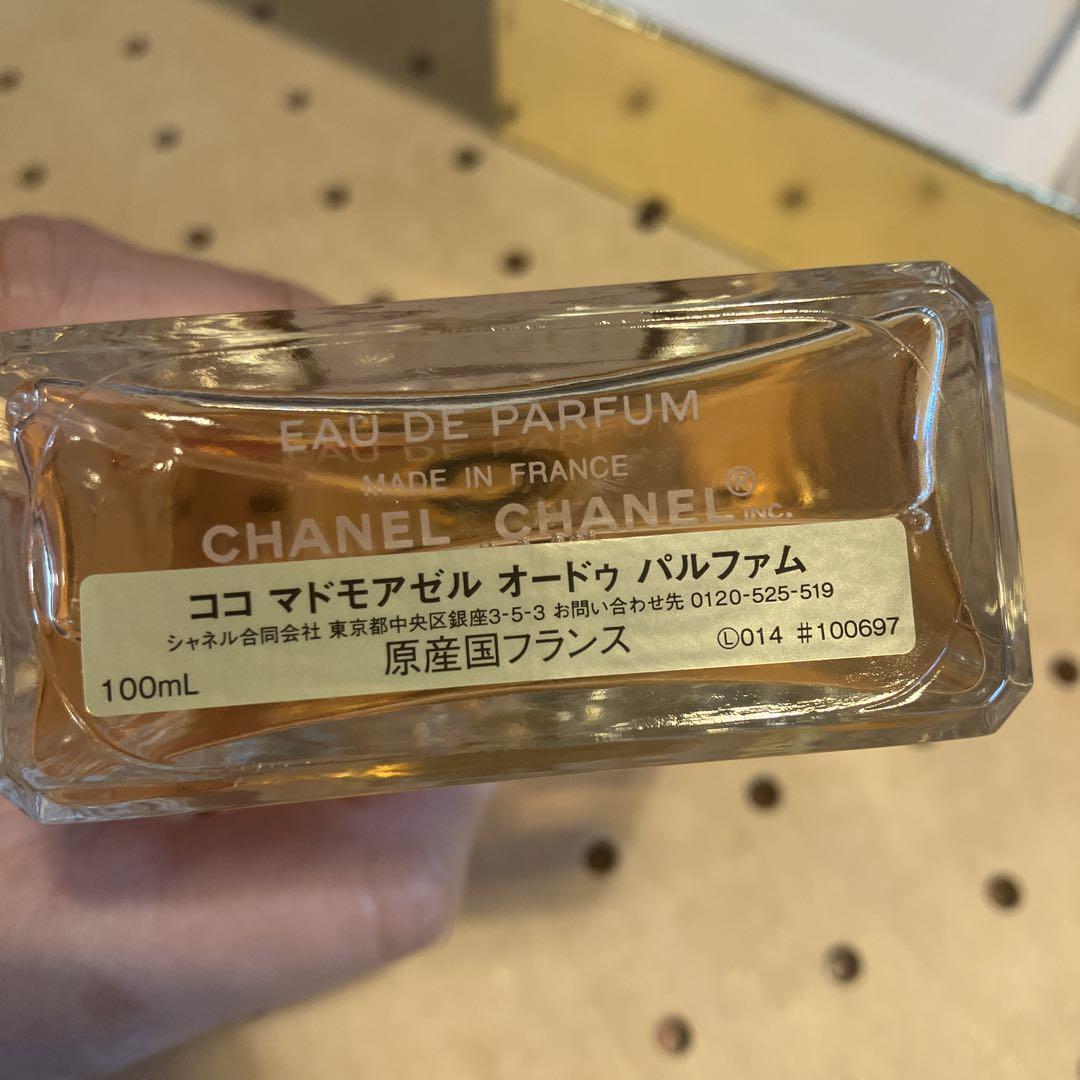 EAU DE PARFUM
MADE IN FRANCE
CHANEL CHANEL® INC.
ココ マドモアゼル オードゥ パルファム
シャネル合同会社 東京都中央区銀座3-5-3 お問い合わせ先 0120-525-519
原産国フランス
100mL Ⓛ014 #100697